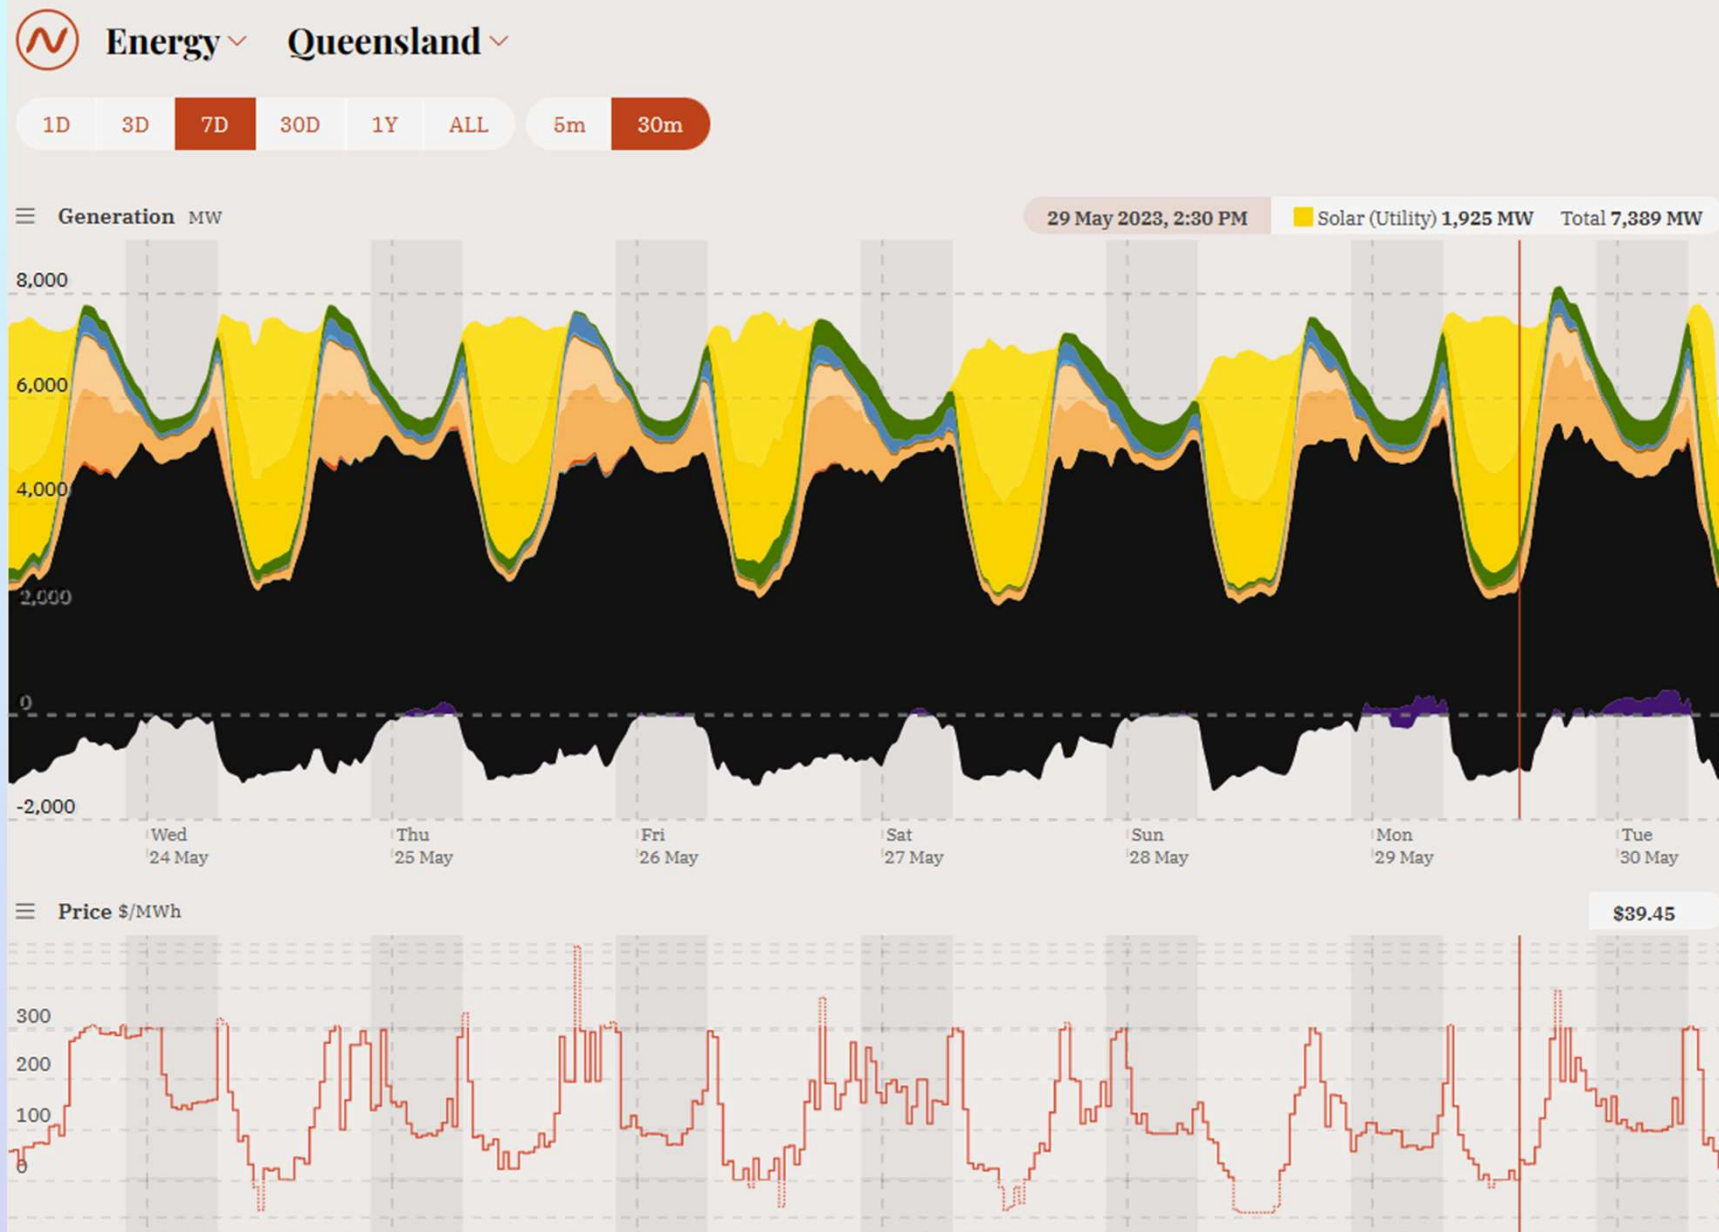 Energy Queensland
1D 3D 7D 30D 1Y ALL 5m 30m
Generation MW
29 May 2023, 2:30 PM Solar (Utility) 1,925 MW Total 7,389 MW
8,000
6,000
4,000
2,000
0
-2,000
Wed Thu Fri Sat Sun Mon Tue
24 May 25 May 26 May 27 May 28 May 29 May 30 May
Price $/MWh
$39.45
300
200
100
0